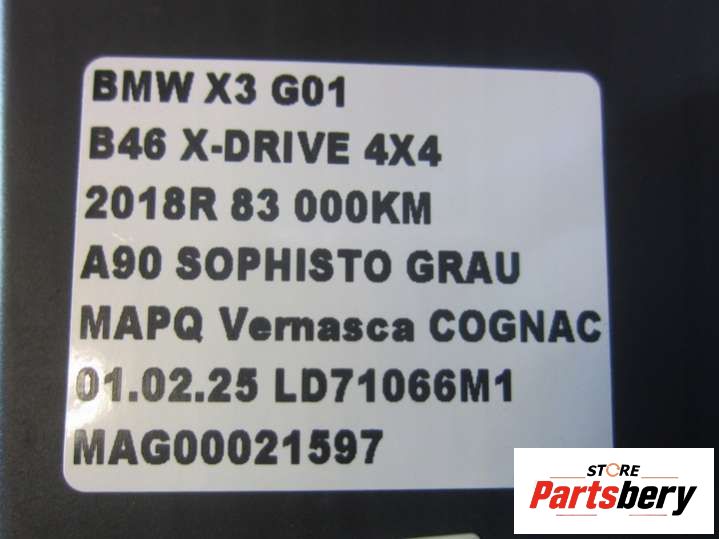 BMW X3 G01
B46 X-DRIVE 4X4
2018R 83 000KM
A90 SOPHISTO GRAU
MAPQ Vernasca COGNAC
01.02.25 LD71066M1
MAG00021597
STORE
Partsbery